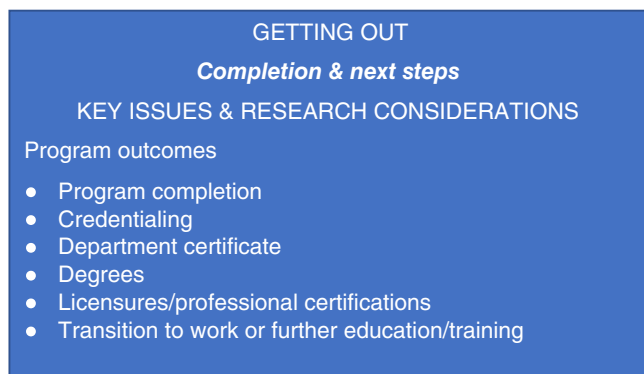 GETTING OUT
Completion & next steps
KEY ISSUES & RESEARCH CONSIDERATIONS
Program outcomes
● Program completion
● Credentialing
● Department certificate
● Degrees
● Licensures/professional certifications
● Transition to work or further education/training